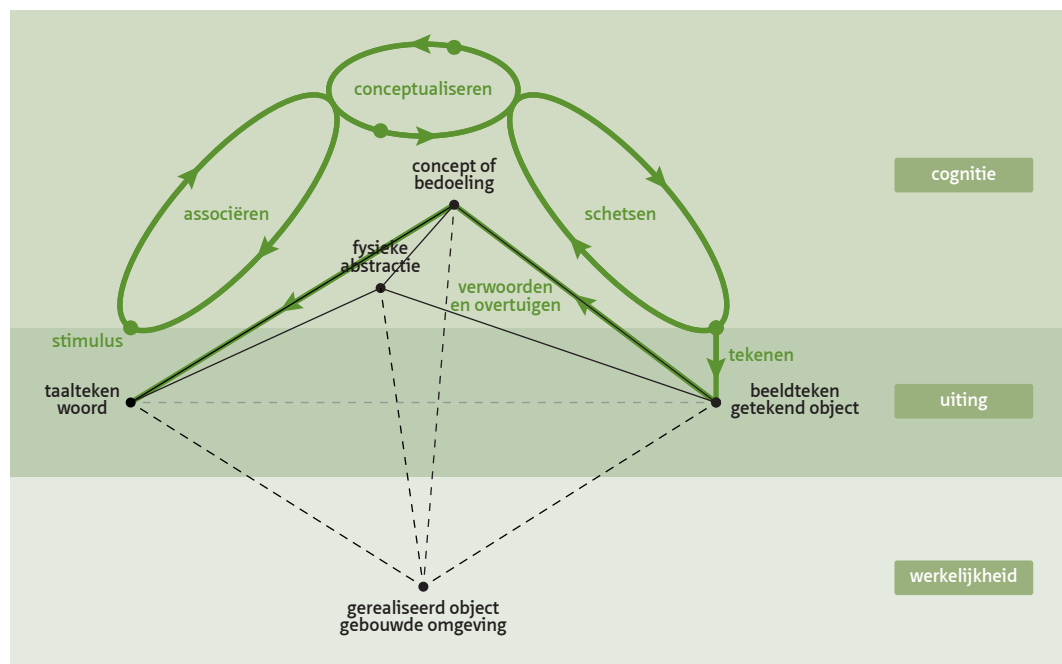 conceptualiseren
concept of
bedoeling
cognitie
associëren
schetsen
fysieke
abstractie
verwoorden
en overtuigen
stimulus
tekenen
taalteken
woord
beeldteken
getekend object
uiting
werkelijkheid
gerealiseerd object
gebouwde omgeving